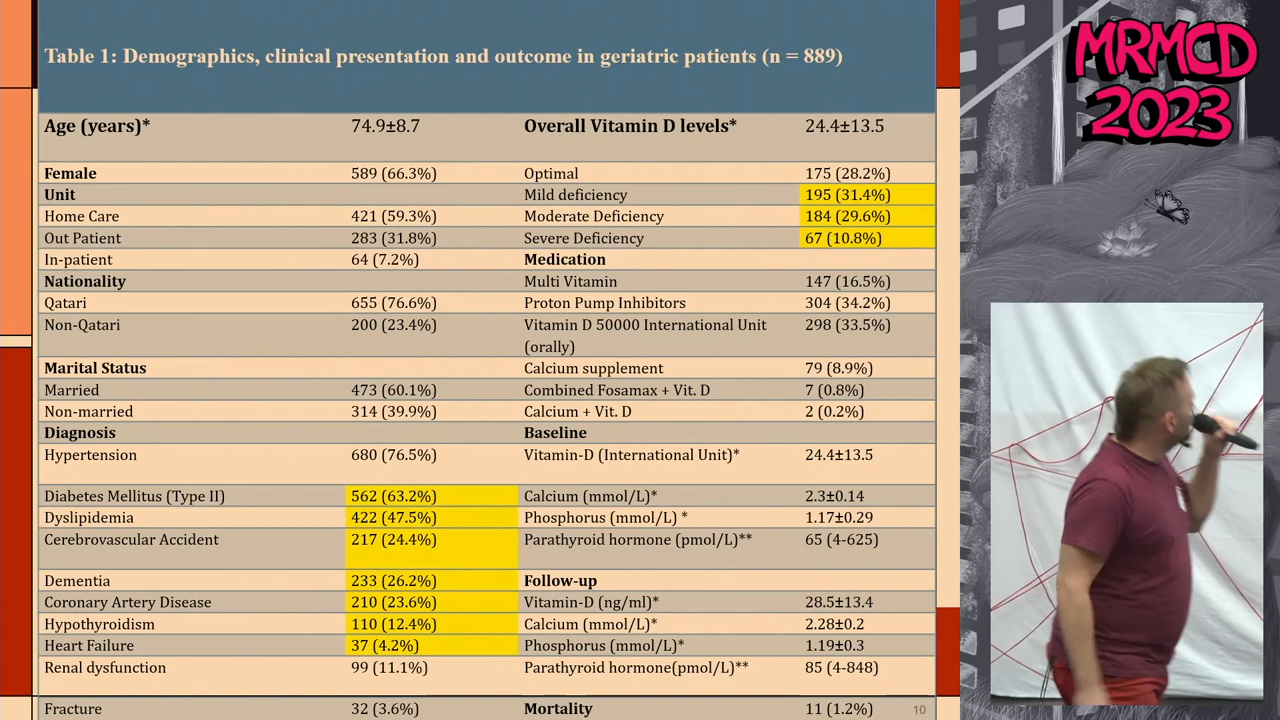 Table 1: Demographics, clinical presentation and outcome in geriatric patients (n = 889)
Age (years)* 74.9±8.7 Overall Vitamin D levels* 24.4±13.5
Female 589 (66.3%) Optimal 175 (28.2%)
Unit Mild deficiency 195 (31.4%)
Home Care 421 (59.3%) Moderate Deficiency 184 (29.6%)
Out Patient 283 (31.8%) Severe Deficiency 67 (10.8%)
In-patient 64 (7.2%) Medication
Nationality Multi Vitamin 147 (16.5%)
Qatari 655 (76.6%) Proton Pump Inhibitors 304 (34.2%)
Non-Qatari 200 (23.4%) Vitamin D 50000 International Unit 298 (33.5%)
(orally)
Marital Status Calcium supplement 79 (8.9%)
Married 473 (60.1%) Combined Fosamax + Vit. D 7 (0.8%)
Non-married 314 (39.9%) Calcium + Vit. D 2 (0.2%)
Diagnosis Baseline
Hypertension 680 (76.5%) Vitamin-D (International Unit)* 24.4±13.5
Diabetes Mellitus (Type II) 562 (63.2%) Calcium (mmol/L)* 2.3±0.14
Dyslipidemia 422 (47.5%) Phosphorus (mmol/L) * 1.17±0.29
Cerebrovascular Accident 217 (24.4%) Parathyroid hormone (pmol/L)** 65 (4-625)
Dementia 233 (26.2%) Follow-up
Coronary Artery Disease 210 (23.6%) Vitamin-D (ng/ml)* 28.5±13.4
Hypothyroidism 110 (12.4%) Calcium (mmol/L)* 2.28±0.2
Heart Failure 37 (4.2%) Phosphorus (mmol/L)* 1.19±0.3
Renal dysfunction 99 (11.1%) Parathyroid hormone(pmol/L)** 85 (4-848)
Fracture 32 (3.6%) Mortality 11 (1.2%)
10
MRMCD
2023